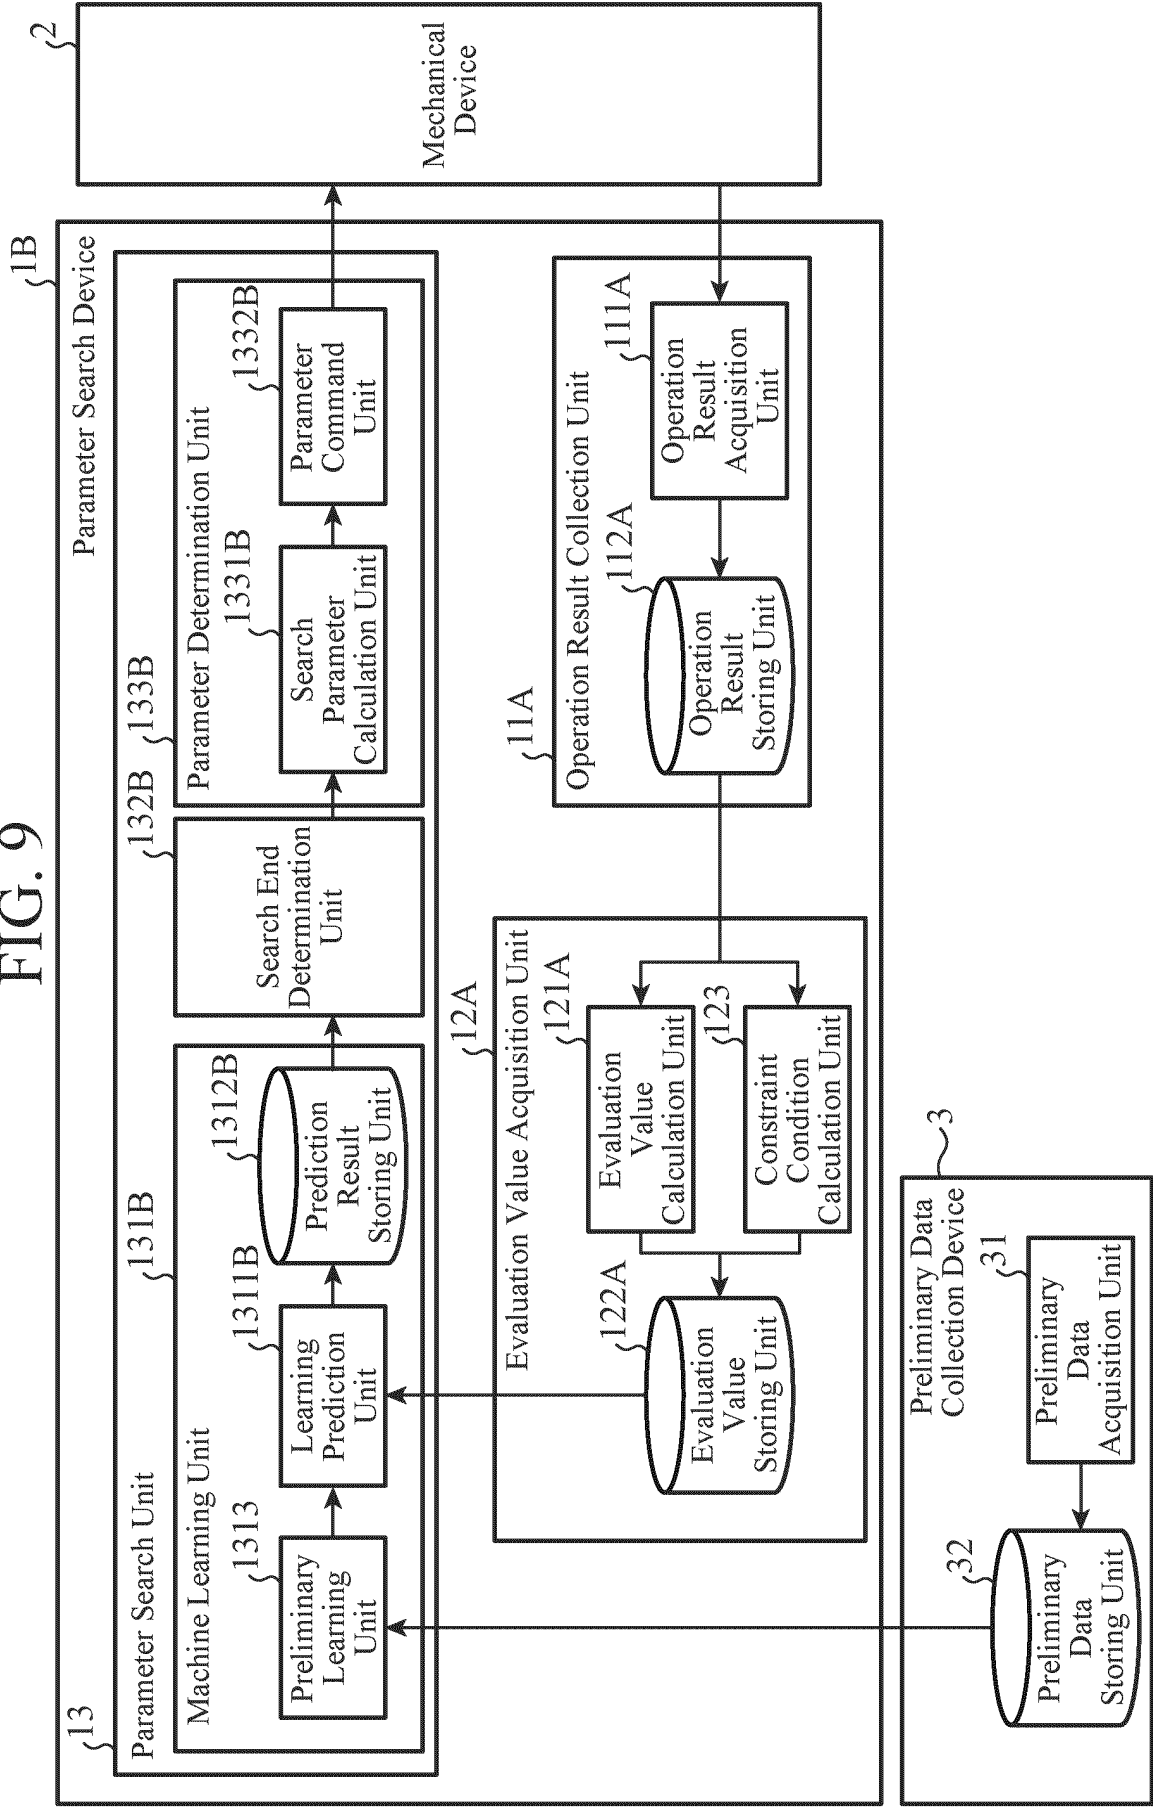 FIG. 9
1B
Parameter Search Device
13
Parameter Search Unit
131B
Machine Learning Unit
1313
Preliminary
Learning
Unit
1311B
Learning
Prediction
Unit
1312B
Prediction
Result
Storing Unit
132B
Search End
Determination
Unit
133B
Parameter Determination Unit
1331B
Search
Parameter
Calculation Unit
1332B
Parameter
Command
Unit
2
Mechanical
Device
12A
Evaluation Value Acquisition Unit
122A
Evaluation
Value
Storing Unit
121A
Evaluation
Value
Calculation Unit
123
Constraint
Condition
Calculation Unit
11A
Operation Result Collection Unit
112A
Operation
Result
Storing Unit
111A
Operation
Result
Acquisition
Unit
3
Preliminary Data
Collection Device
32
Preliminary
Data
Storing Unit
31
Preliminary
Data
Acquisition Unit